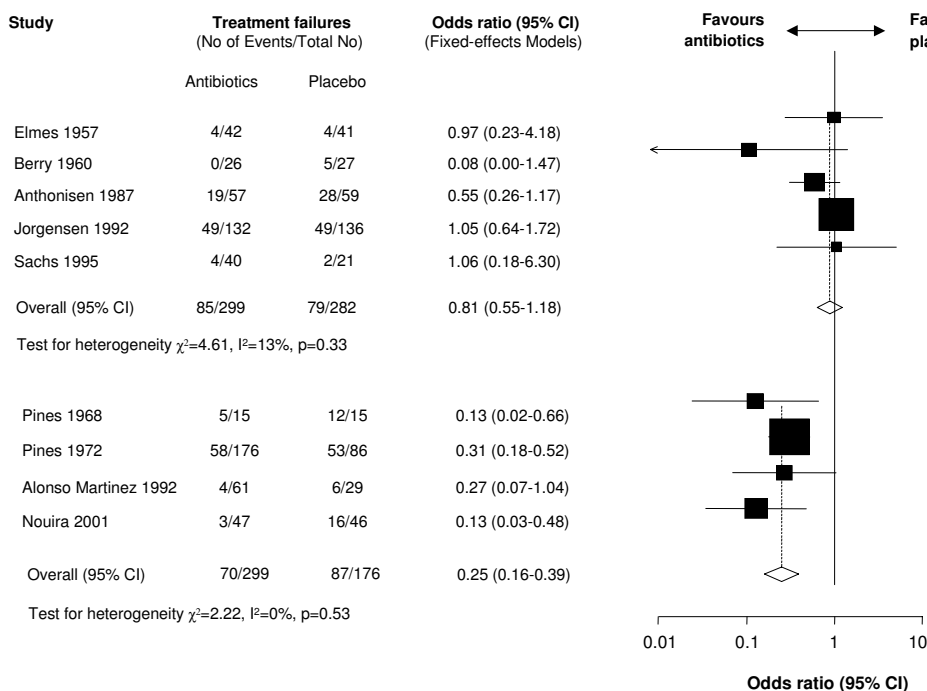 Study Treatment failures Odds ratio (95% CI) Favours Fa
(No of Events/Total No) (Fixed-effects Models) antibiotics pla
Antibiotics Placebo
Elmes 1957 4/42 4/41 0.97 (0.23-4.18)
Berry 1960 0/26 5/27 0.08 (0.00-1.47)
Anthonisen 1987 19/57 28/59 0.55 (0.26-1.17)
Jorgensen 1992 49/132 49/136 1.05 (0.64-1.72)
Sachs 1995 4/40 2/21 1.06 (0.18-6.30)
Overall (95% CI) 85/299 79/282 0.81 (0.55-1.18)
Test for heterogeneity χ²=4.61, I²=13%, p=0.33
Pines 1968 5/15 12/15 0.13 (0.02-0.66)
Pines 1972 58/176 53/86 0.31 (0.18-0.52)
Alonso Martinez 1992 4/61 6/29 0.27 (0.07-1.04)
Nouira 2001 3/47 16/46 0.13 (0.03-0.48)
Overall (95% CI) 70/299 87/176 0.25 (0.16-0.39)
Test for heterogeneity χ²=2.22, I²=0%, p=0.53
0.01 0.1 1 10
Odds ratio (95% CI)